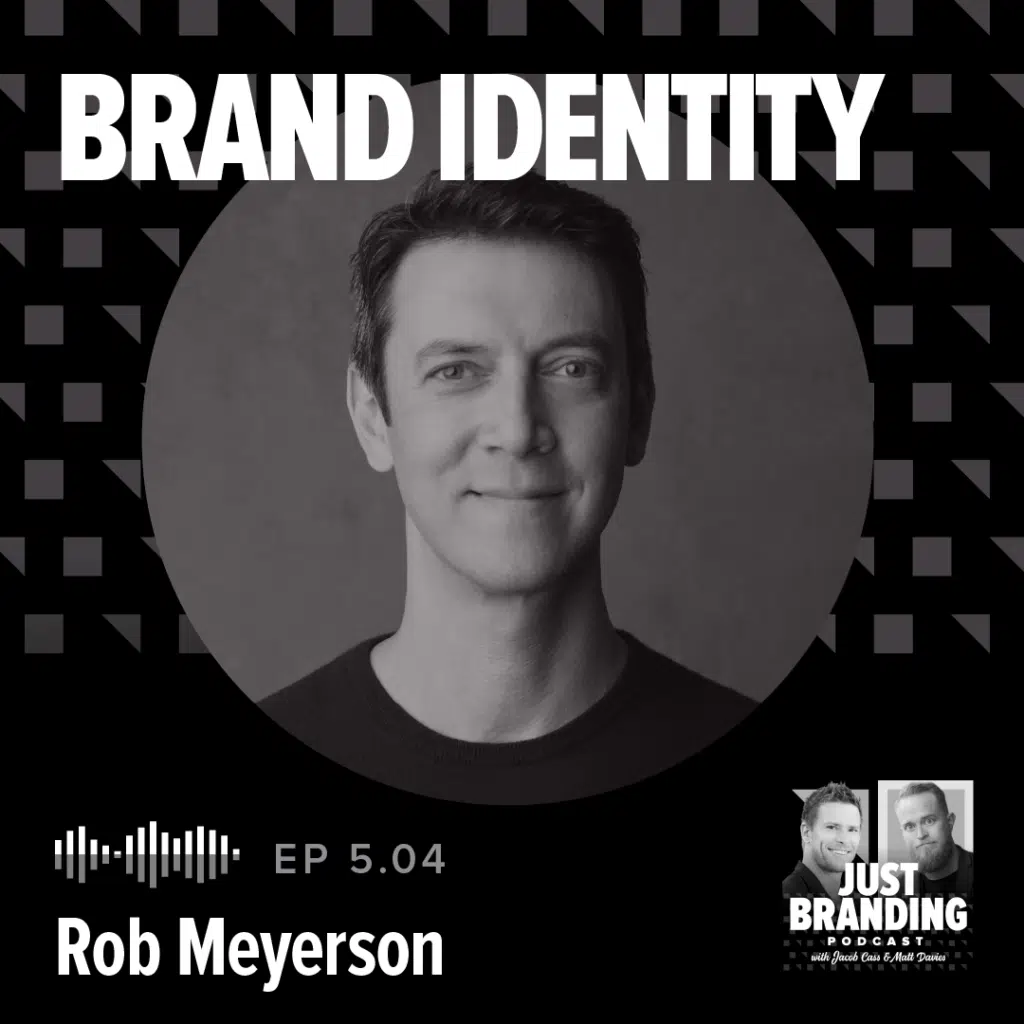 BRAND IDENTITY
EP 5.04
Rob Meyerson
JUST
BRANDING
PODCAST
with Jacob Cass & Matt Davies